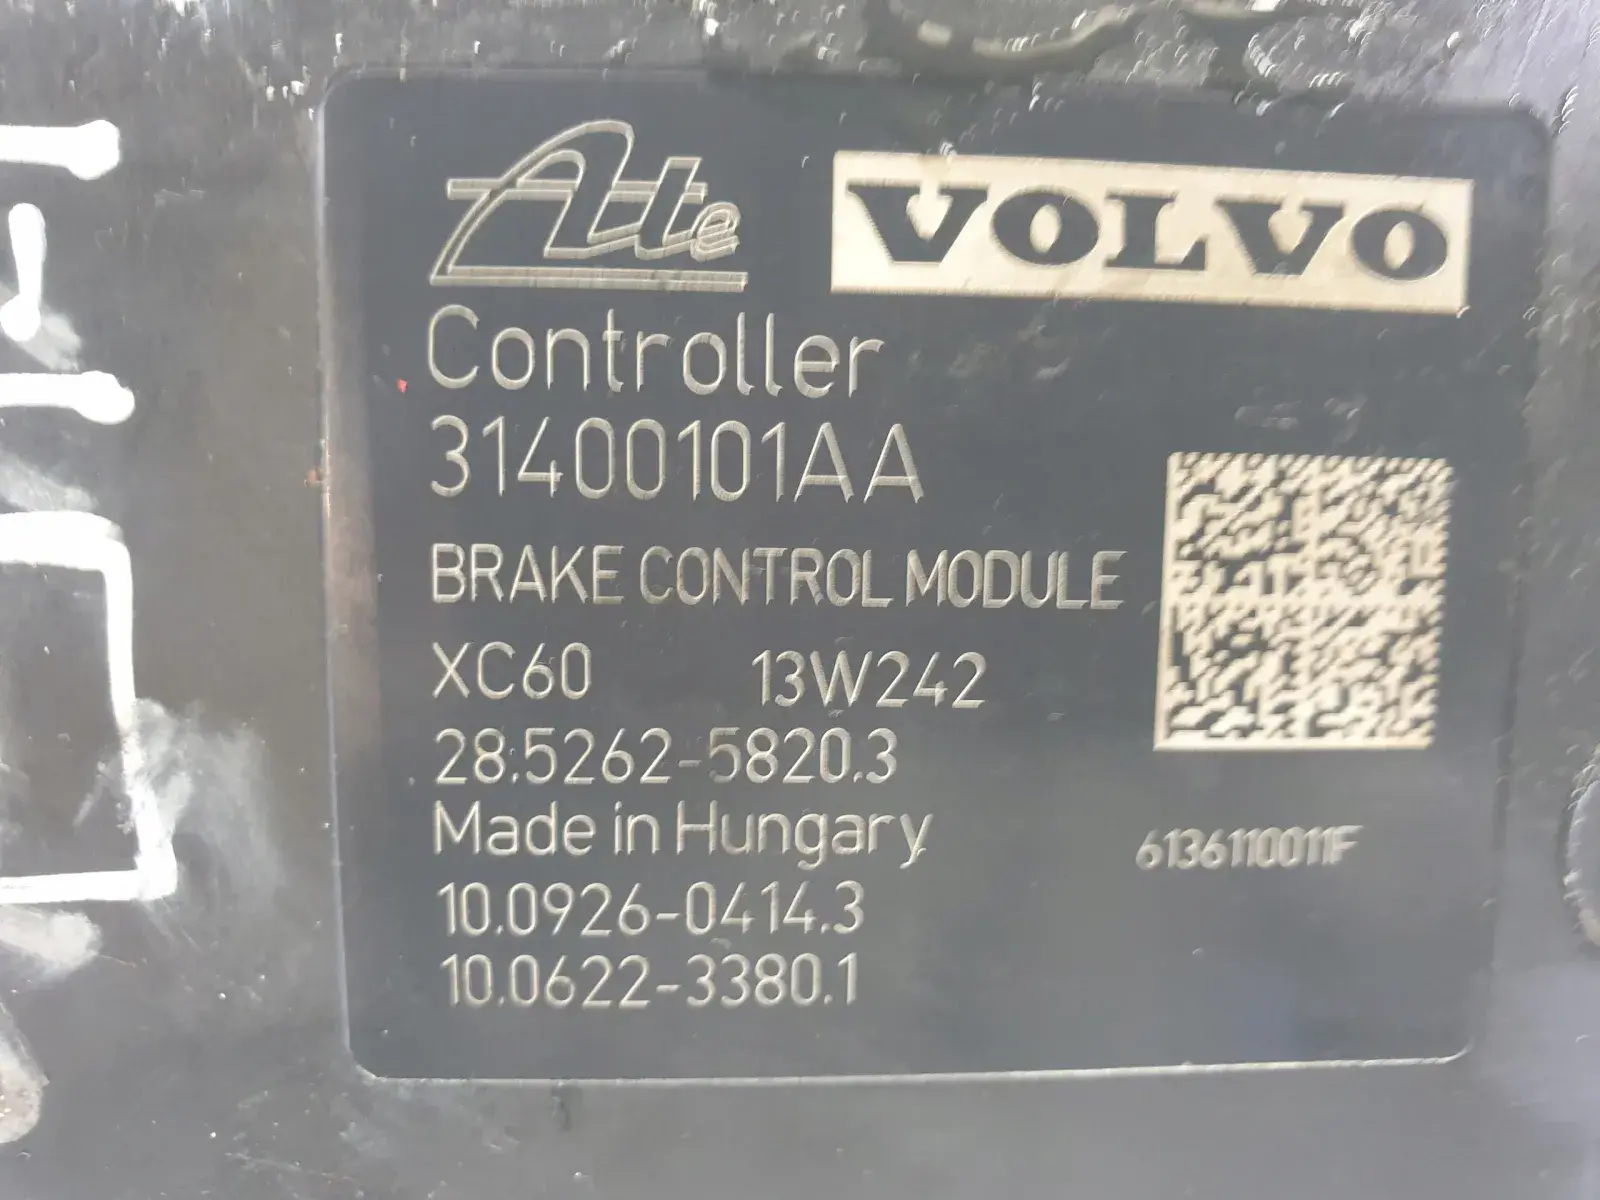 Ate VOLVO
Controller
31400101AA
BRAKE CONTROL MODULE
XC60 13W242
28.5262-5820.3
Made in Hungary
6136110011F
10.0926-0414.3
10.0622-3380.1